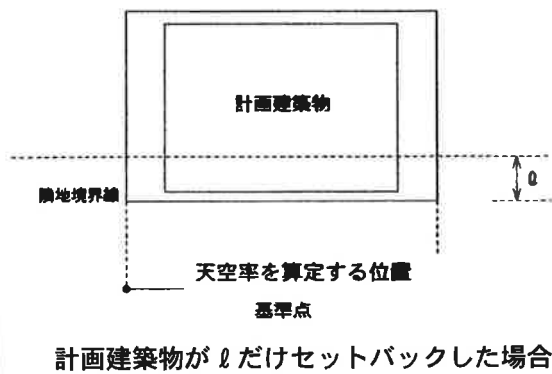 計画建築物
ℓ
隣地境界線
天空率を算定する位置
基準点
計画建築物がℓだけセットバックした場合